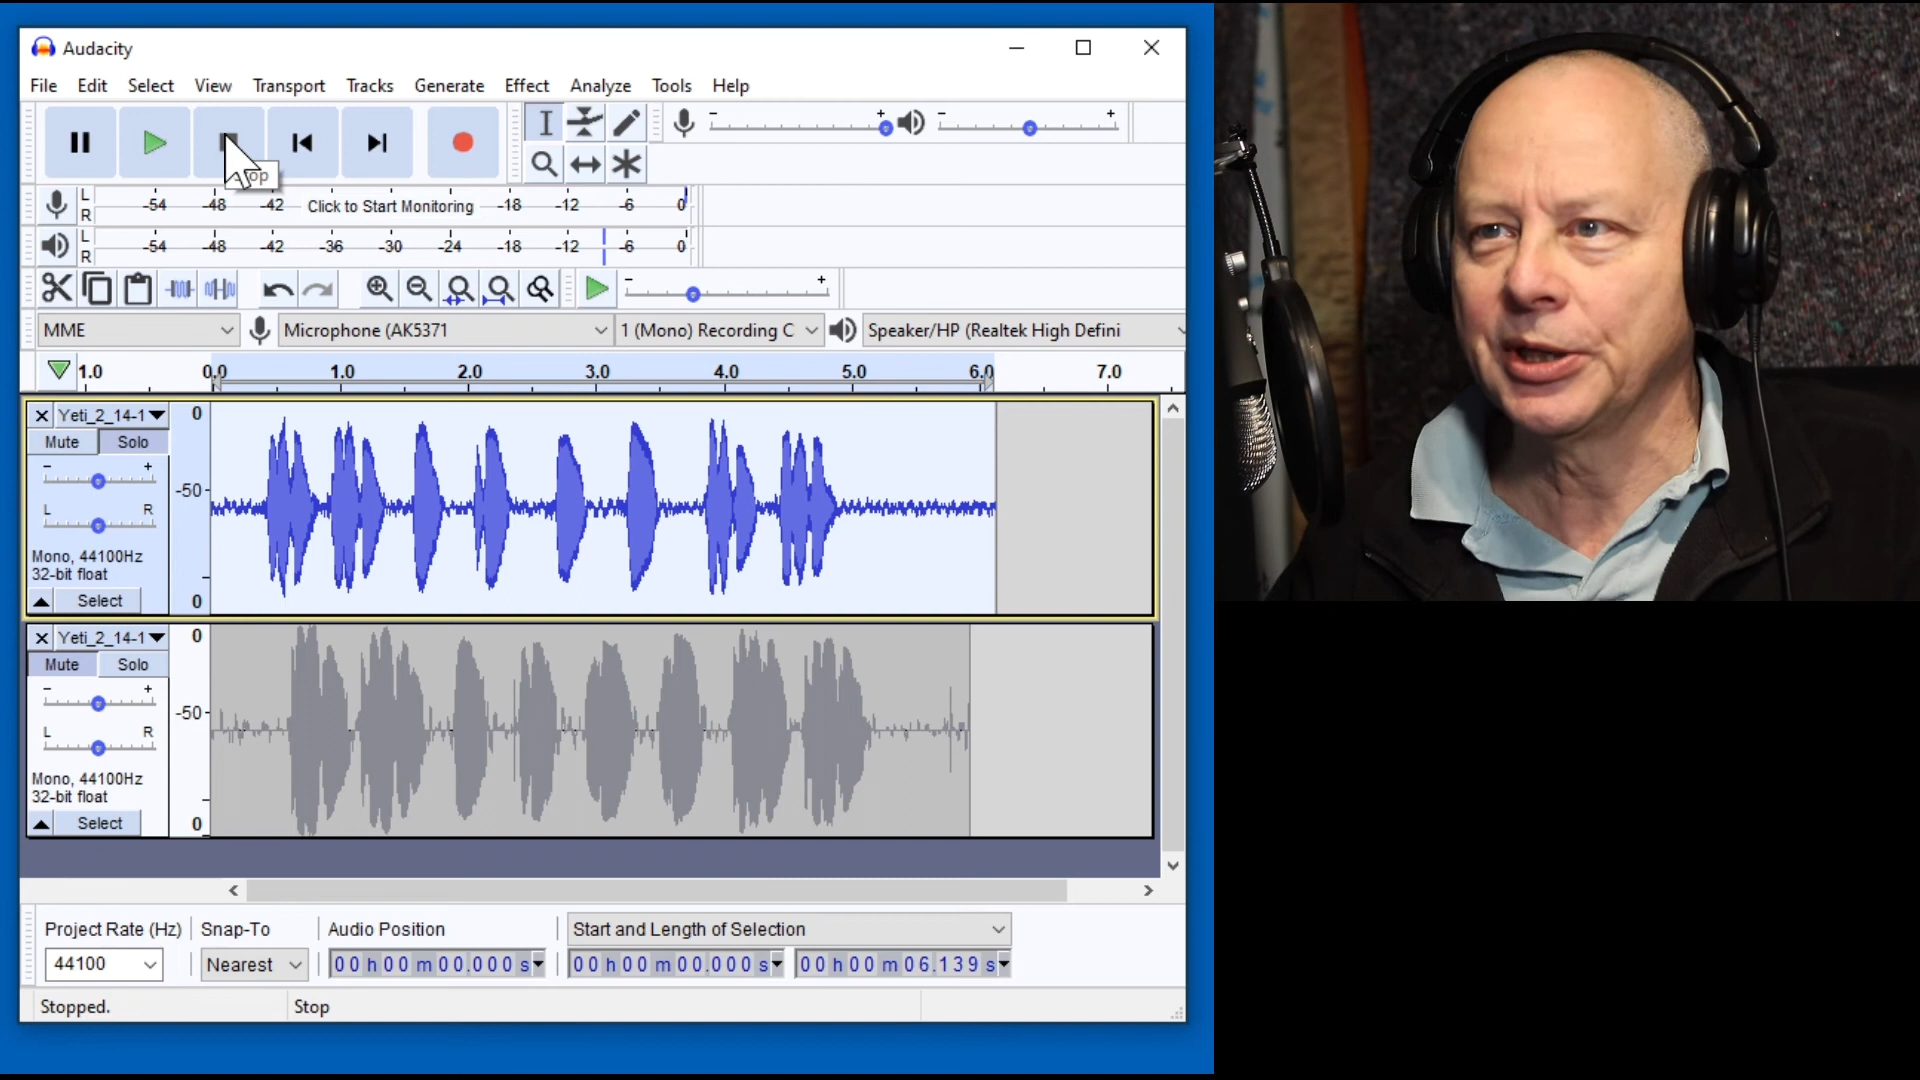 Audacity
File Edit Select View Transport Tracks Generate Effect Analyze Tools Help
- + - +
L R -54 -48 -42 Click to Start Monitoring -18 -12 -6 0
L R -54 -48 -42 -36 -30 -24 -18 -12 -6 0
- +
MME Microphone (AK5371 1 (Mono) Recording C Speaker/HP (Realtek High Defini
1.0 0.0 1.0 2.0 3.0 4.0 5.0 6.0 7.0
Yeti_2_14-1 0
Mute Solo
- +
-50
L R
Mono, 44100Hz
32-bit float
Select 0
Yeti_2_14-1 0
Mute Solo
- +
-50
L R
Mono, 44100Hz
32-bit float
Select 0
Project Rate (Hz) Snap-To Audio Position Start and Length of Selection
44100 Nearest 00 h 00 m 00.000 s 00 h 00 m 00.000 s 00 h 00 m 06.139 s
Stopped. Stop